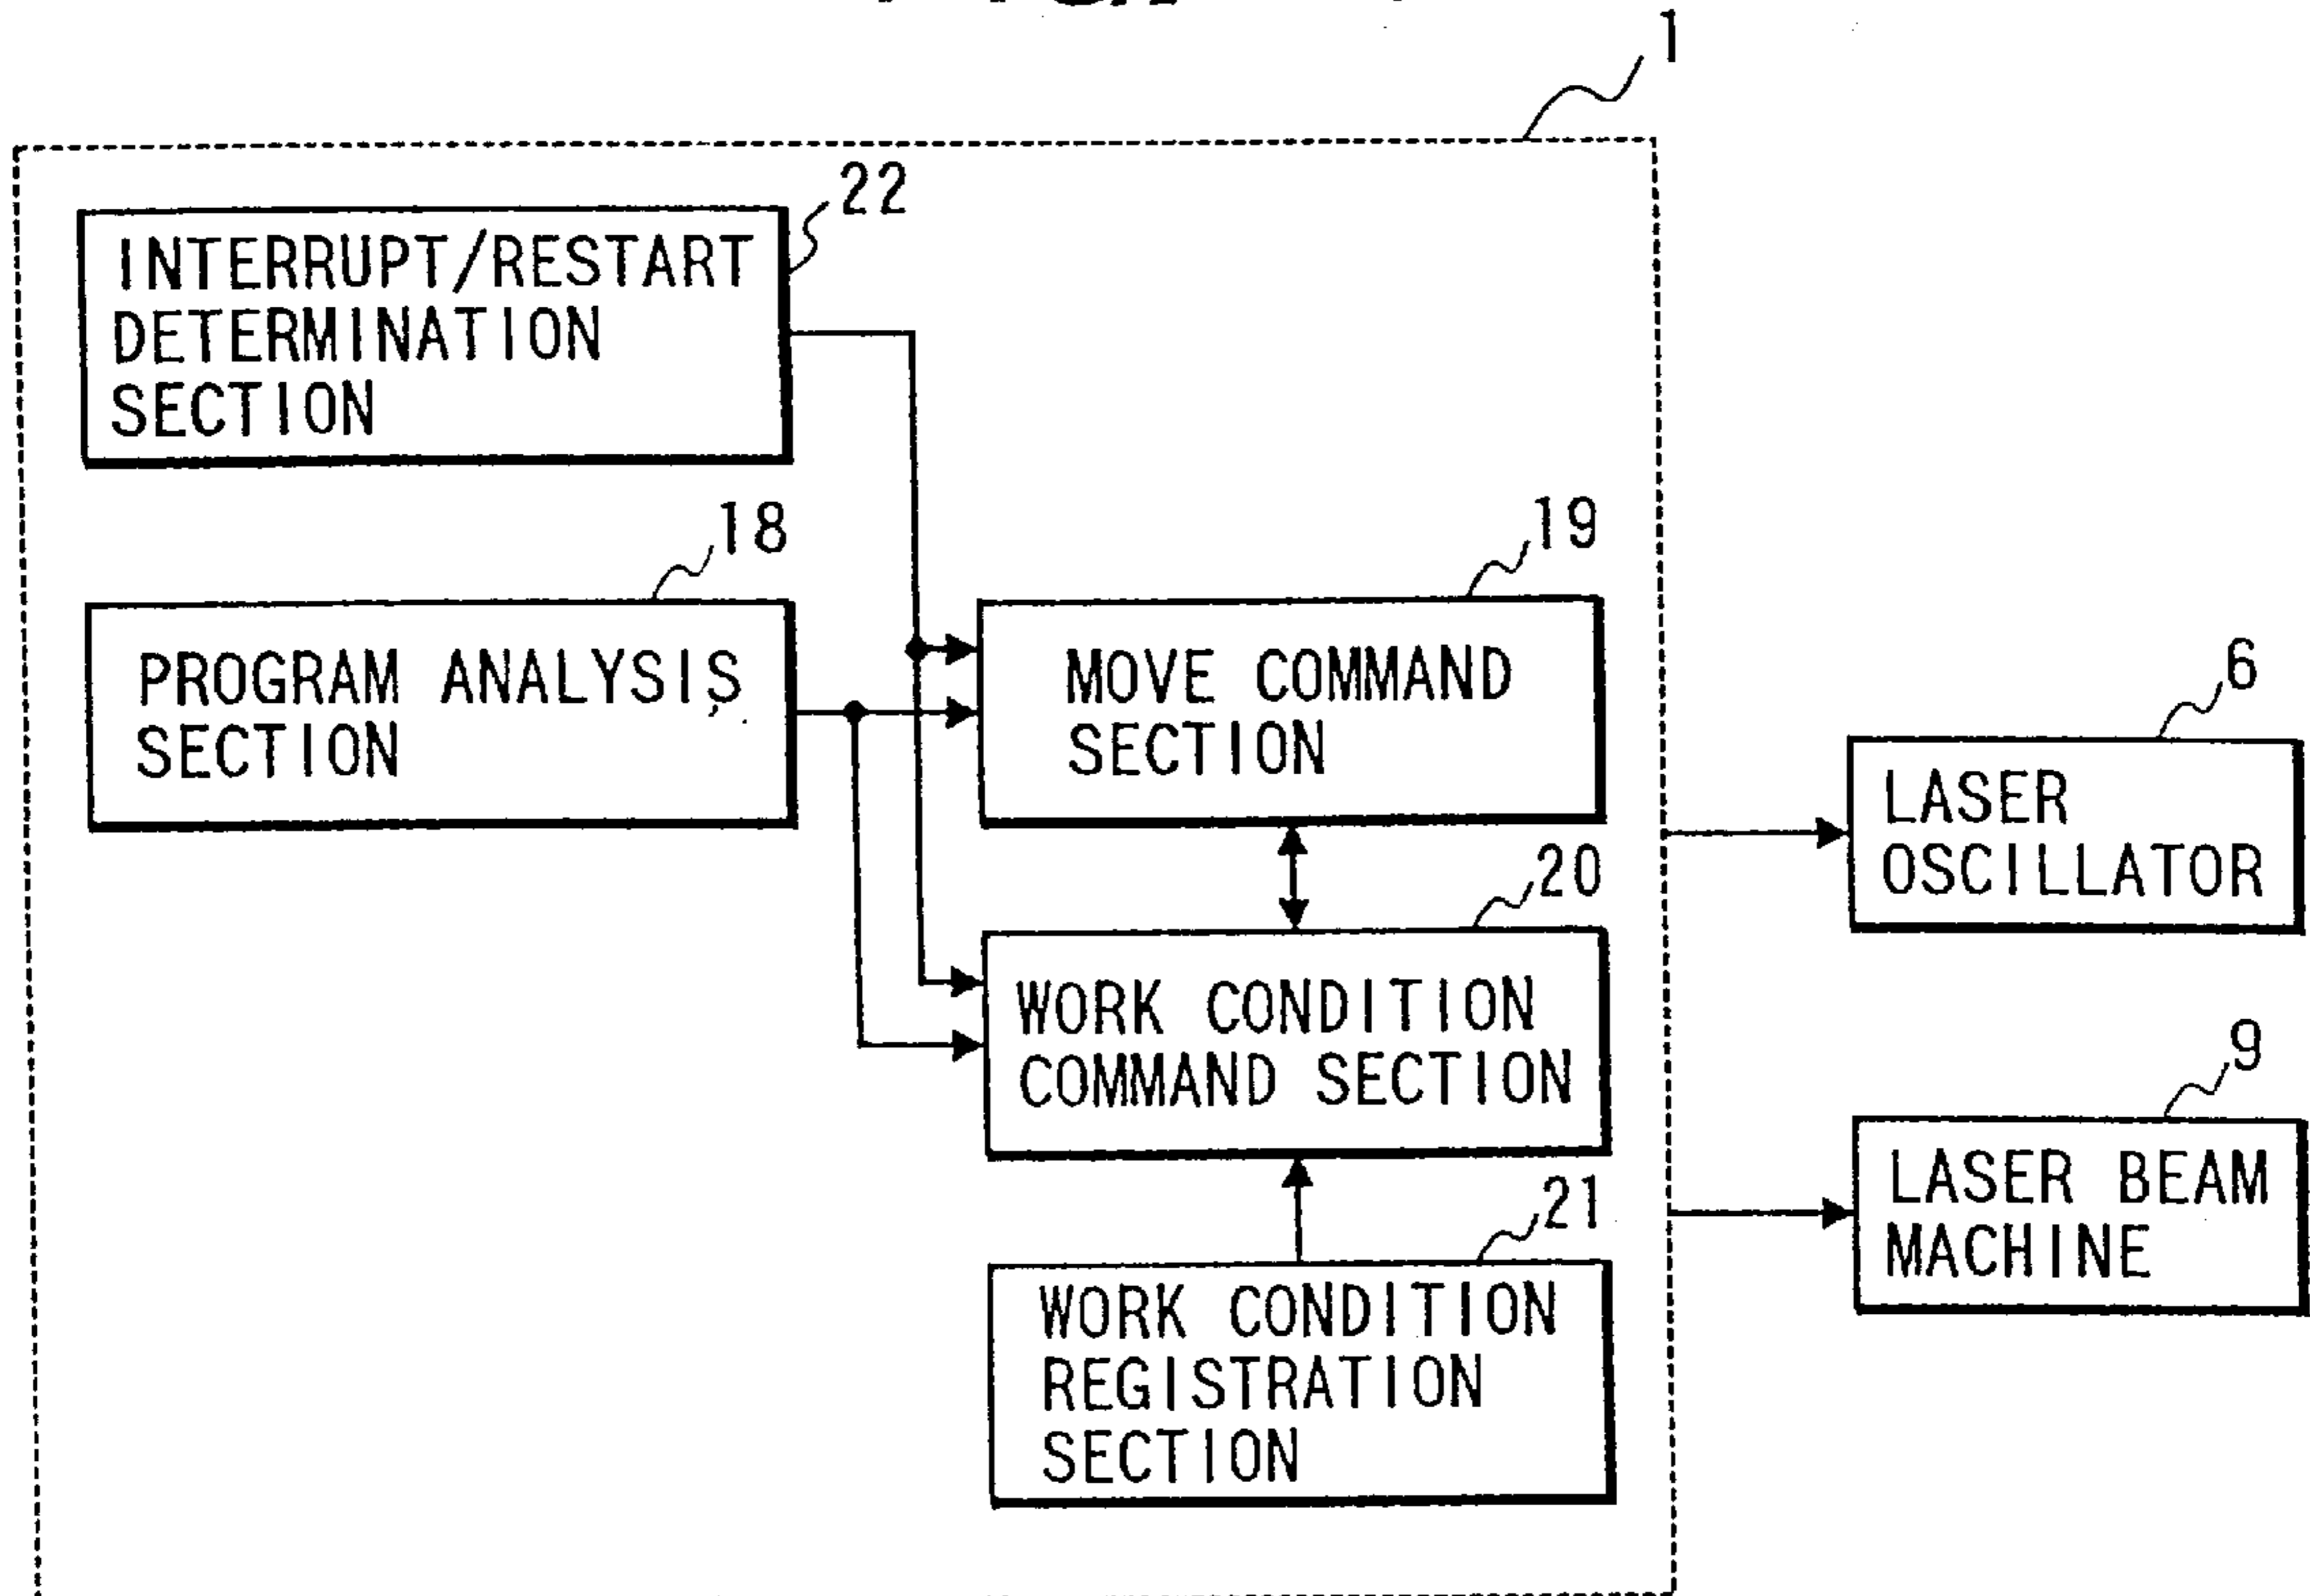 1
22
INTERRUPT/RESTART
DETERMINATION
SECTION
18
PROGRAM ANALYSIS
SECTION
19
MOVE COMMAND
SECTION
6
LASER
OSCILLATOR
20
WORK CONDITION
COMMAND SECTION
9
LASER BEAM
MACHINE
21
WORK CONDITION
REGISTRATION
SECTION